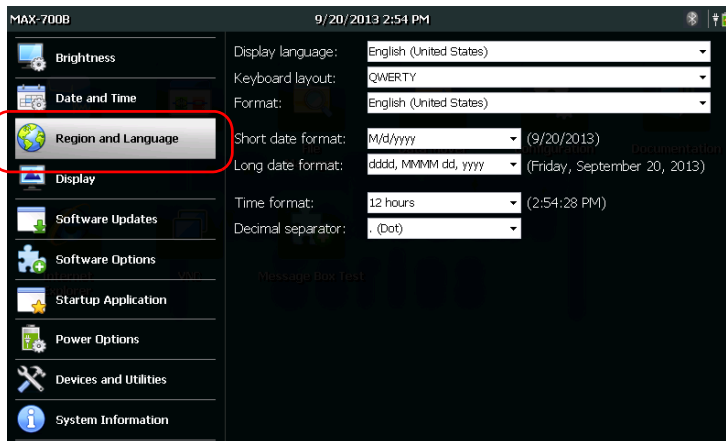 MAX-700B 9/20/2013 2:54 PM
Brightness
Date and Time
Region and Language
Display
Software Updates
Software Options
Startup Application
Power Options
Devices and Utilities
System Information
Display language: English (United States)
Keyboard layout: QWERTY
Format: English (United States)
Short date format: M/d/yyyy (9/20/2013)
Long date format: dddd, MMMM dd, yyyy (Friday, September 20, 2013)
Time format: 12 hours (2:54:28 PM)
Decimal separator: . (Dot)
Internet
Explorer
VNC
Message Box Test
Documentation